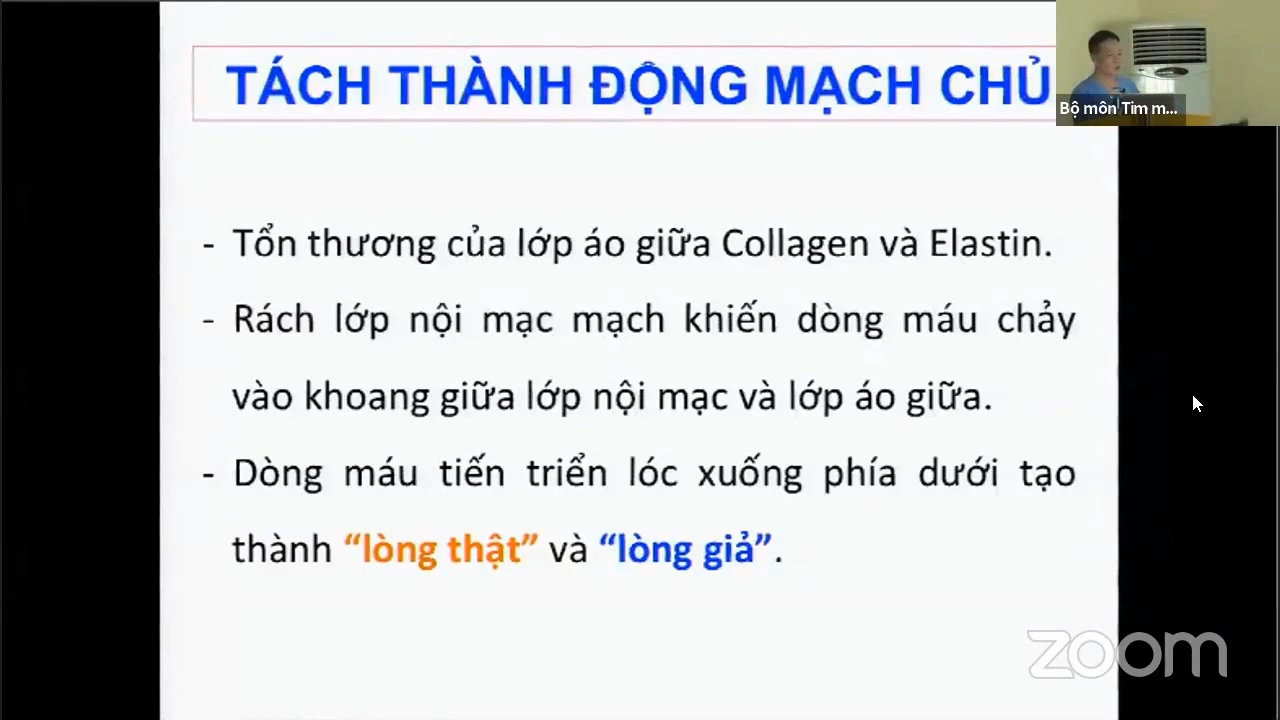 TÁCH THÀNH ĐỘNG MẠCH CHỦ
Bộ môn Tim m...
- Tổn thương của lớp áo giữa Collagen và Elastin.
- Rách lớp nội mạc mạch khiến dòng máu chảy
vào khoang giữa lớp nội mạc và lớp áo giữa.
- Dòng máu tiến triển lóc xuống phía dưới tạo
thành “lòng thật” và “lòng giả”.
zoom